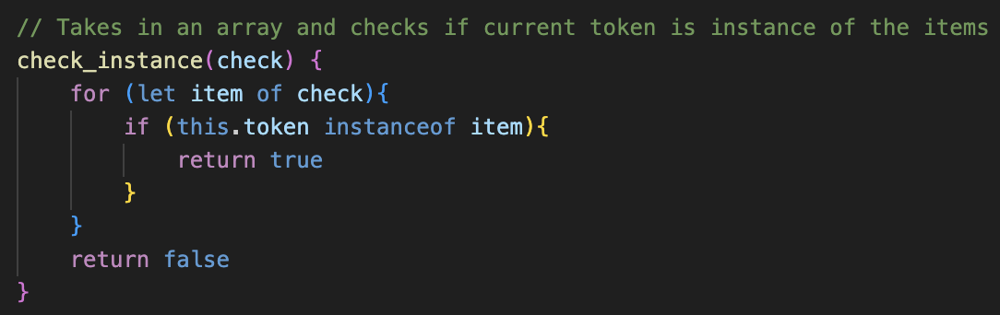 // Takes in an array and checks if current token is instance of the items
check_instance(check) {
    for (let item of check){
        if (this.token instanceof item){
            return true
        }
    }
    return false
}